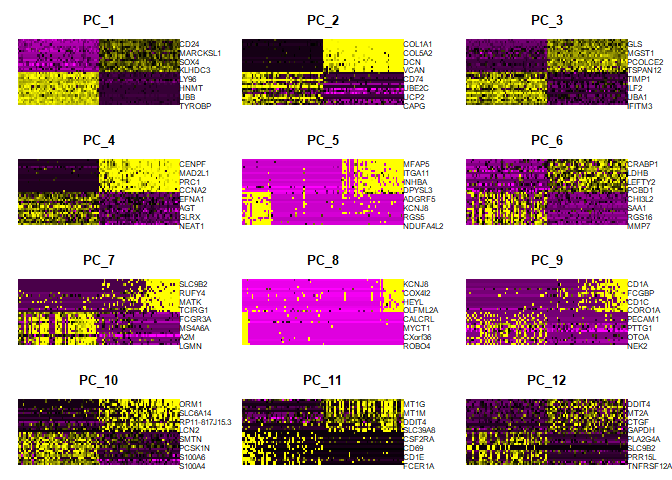 PC_1
CD24
MARCKSL1
SOX4
KLHDC3
LY96
HNMT
UBB
TYROBP
PC_2
COL1A1
COL5A2
DCN
VCAN
CD74
UBE2C
UCP2
CAPG
PC_3
GLS
MGST1
PCOLCE2
TSPAN12
TIMP1
ILF2
UBA1
IFITM3
PC_4
CENPF
MAD2L1
PRC1
CCNA2
EFNA1
AGT
GLRX
NEAT1
PC_5
MFAP5
ITGA11
INHBA
DPYSL3
ADGRF5
KCNJ8
RGS5
NDUFA4L2
PC_6
CRABP1
LDHB
LEFTY2
PCBD1
CHI3L2
SAA1
RGS16
MMP7
PC_7
SLC9B2
RUFY4
MATK
TCIRG1
FCGR3A
MS4A6A
A2M
LGMN
PC_8
KCNJ8
COX4I2
HEYL
OLFML2A
CALCRL
MYCT1
CXorf36
ROBO4
PC_9
CD1A
FCGBP
CD1C
CORO1A
PECAM1
PTTG1
OTOA
NEK2
PC_10
ORM1
SLC6A14
RP11-817J15.3
LCN2
SMTN
PCSK1N
S100A6
S100A4
PC_11
MT1G
MT1M
DDIT4
SLC39A8
CSF2RA
CD69
CD1E
FCER1A
PC_12
DDIT4
MT2A
CTGF
GAPDH
PLA2G4A
SLC9B2
PRR15L
TNFRSF12A